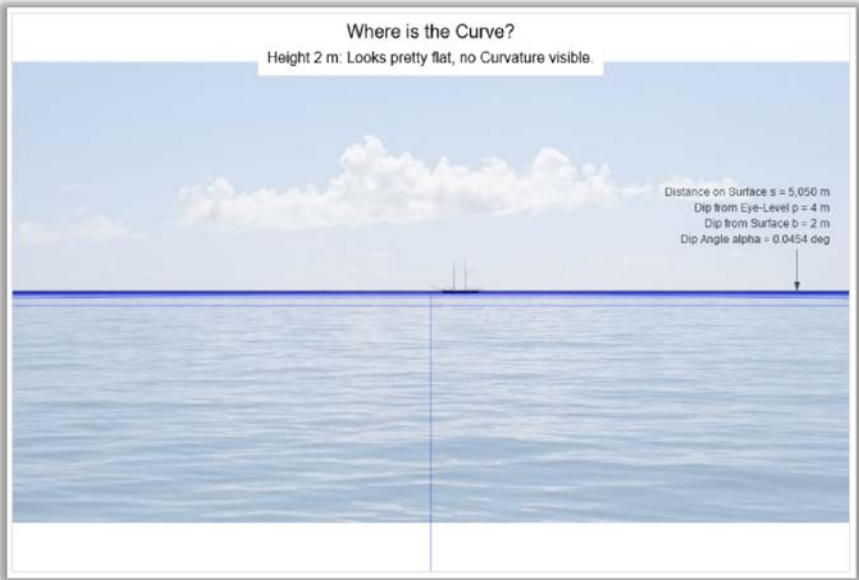 Where is the Curve?
Height 2 m: Looks pretty flat, no Curvature visible.
Distance on Surface s = 5,050 m
Dip from Eye-Level p = 4 m
Dip from Surface b = 2 m
Dip Angle alpha = 0.0454 deg